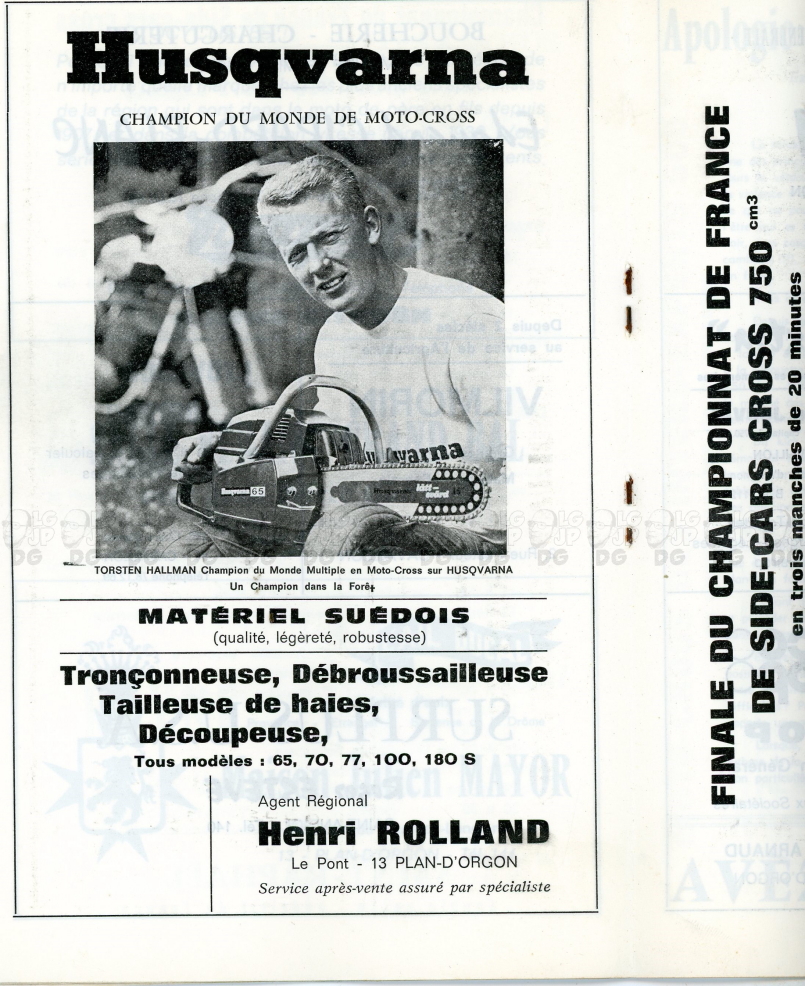 Husqvarna
CHAMPION DU MONDE DE MOTO-CROSS
Husqvarna 65
TORSTEN HALLMAN Champion du Monde Multiple en Moto-Cross sur HUSQVARNA
Un Champion dans la Forêt
MATÉRIEL SUÉDOIS
(qualité, légèreté, robustesse)
Tronçonneuse, Débroussailleuse
Tailleuse de haies,
Découpeuse,
Tous modèles : 65, 70, 77, 100, 180 S
Agent Régional
Henri ROLLAND
Le Pont - 13 PLAN-D'ORGON
Service après-vente assuré par spécialiste
FINALE DU CHAMPIONNAT DE FRANCE
DE SIDE-CARS CROSS 750 cm3
en trois manches de 20 minutes